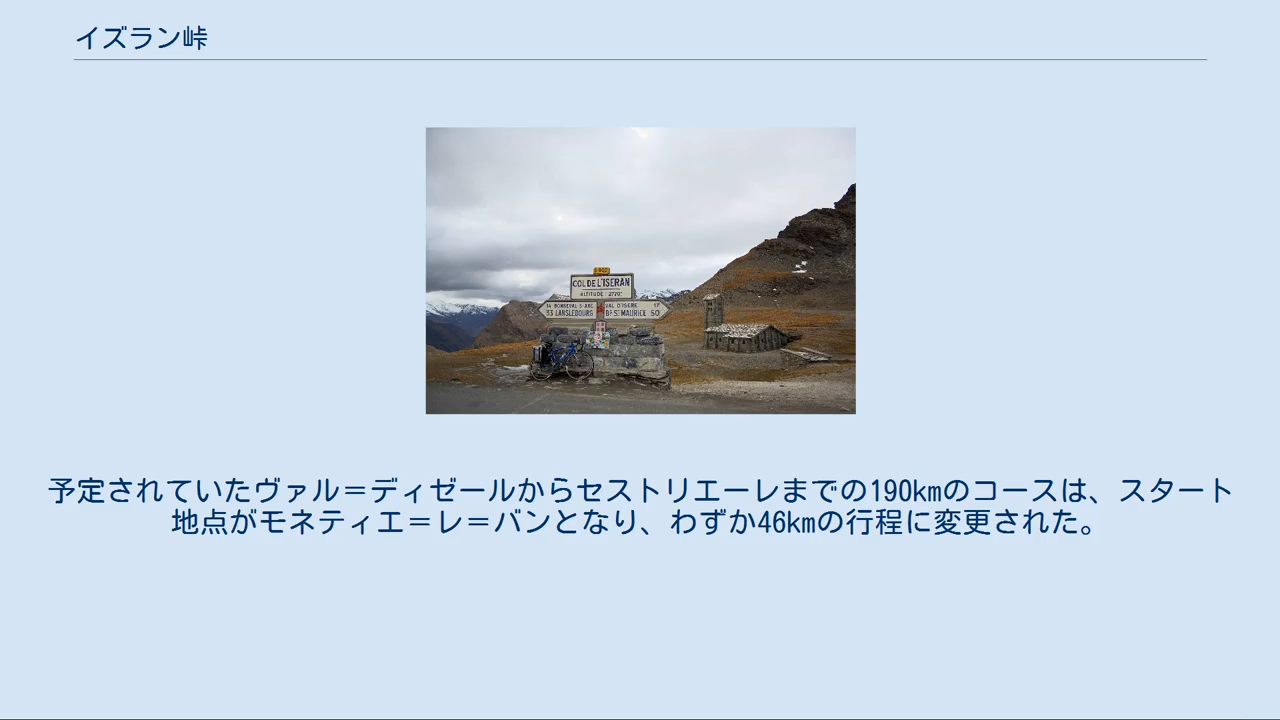 イズラン峠
COL DE L'ISERAN
ALTITUDE : 2770
14 BONNEVAL-S-ARC
33 LANSLEBOURG
VAL D'ISERE 17
Bg ST MAURICE 50
予定されていたヴァル＝ディゼールからセストリエーレまでの190kmのコースは、スタート
地点がモネティエ＝レ＝バンとなり、わずか46kmの行程に変更された。